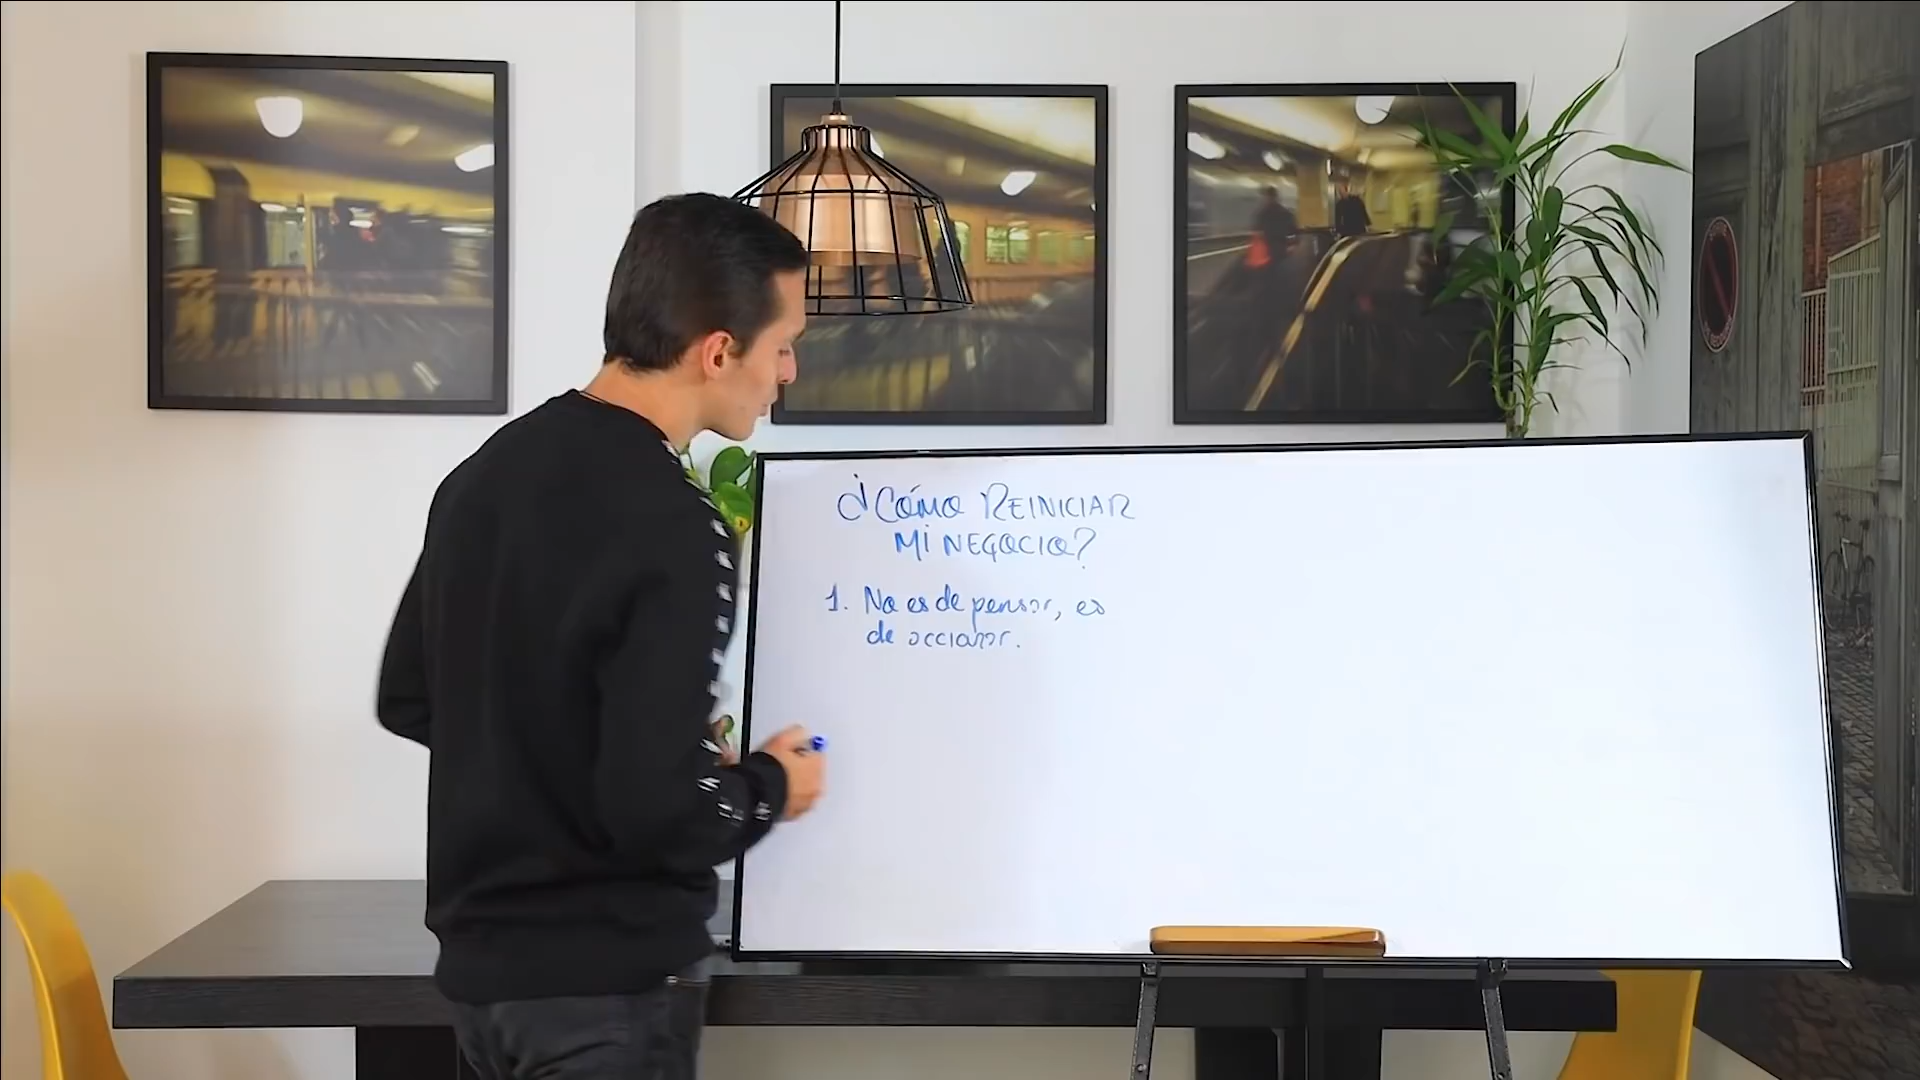 ¿CÓMO REINICIAR
MI NEGOCIO?
1. No es de pensar, es
de accionar.